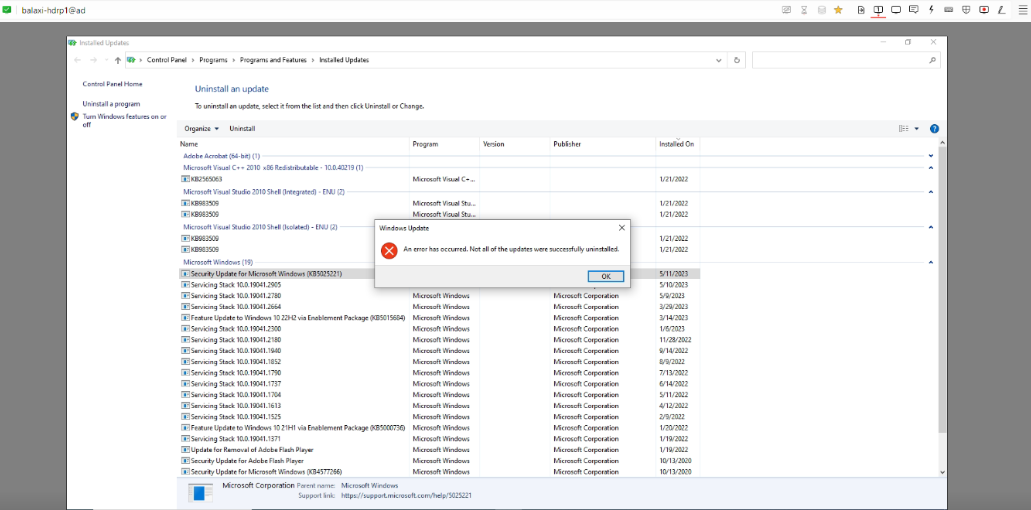 balaxi-hdrp1@ad
Installed Updates
Control Panel > Programs > Programs and Features > Installed Updates
Control Panel Home
Uninstall a program
Turn Windows features on or off
Uninstall an update
To uninstall an update, select it from the list and then click Uninstall or Change.
Organize Uninstall
Name Program Version Publisher Installed On
Adobe Acrobat (64-bit) (1)
Microsoft Visual C++ 2010 x86 Redistributable - 10.0.40219 (1)
KB2565063 Microsoft Visual C+... 1/21/2022
Microsoft Visual Studio 2010 Shell (Integrated) - ENU (2)
KB983509 Microsoft Visual Stu... 1/21/2022
KB983509 Microsoft Visual Stu... 1/21/2022
Microsoft Visual Studio 2010 Shell (Isolated) - ENU (2)
KB983509 1/21/2022
KB983509 1/21/2022
Windows Update
An error has occurred. Not all of the updates were successfully uninstalled.
OK
Microsoft Windows (19)
Security Update for Microsoft Windows (KB5025221) 5/11/2023
Servicing Stack 10.0.19041.2905 5/10/2023
Servicing Stack 10.0.19041.2780 Microsoft Windows Microsoft Corporation 5/9/2023
Servicing Stack 10.0.19041.2664 Microsoft Windows Microsoft Corporation 3/29/2023
Feature Update to Windows 10 22H2 via Enablement Package (KB5015684) Microsoft Windows Microsoft Corporation 3/14/2023
Servicing Stack 10.0.19041.2300 Microsoft Windows Microsoft Corporation 1/6/2023
Servicing Stack 10.0.19041.2180 Microsoft Windows Microsoft Corporation 11/28/2022
Servicing Stack 10.0.19041.1940 Microsoft Windows Microsoft Corporation 9/14/2022
Servicing Stack 10.0.19041.1852 Microsoft Windows Microsoft Corporation 8/9/2022
Servicing Stack 10.0.19041.1790 Microsoft Windows Microsoft Corporation 7/13/2022
Servicing Stack 10.0.19041.1737 Microsoft Windows Microsoft Corporation 6/14/2022
Servicing Stack 10.0.19041.1704 Microsoft Windows Microsoft Corporation 5/11/2022
Servicing Stack 10.0.19041.1613 Microsoft Windows Microsoft Corporation 4/12/2022
Servicing Stack 10.0.19041.1525 Microsoft Windows Microsoft Corporation 2/9/2022
Feature Update to Windows 10 21H1 via Enablement Package (KB5000736) Microsoft Windows Microsoft Corporation 1/20/2022
Servicing Stack 10.0.19041.1371 Microsoft Windows Microsoft Corporation 1/19/2022
Update for Removal of Adobe Flash Player Microsoft Windows Microsoft Corporation 1/19/2022
Security Update for Adobe Flash Player Microsoft Windows Microsoft Corporation 10/13/2020
Security Update for Microsoft Windows (KB4577266) Microsoft Windows Microsoft Corporation 10/13/2020
Microsoft Corporation Parent name: Microsoft Windows
Support link: https://support.microsoft.com/help/5025221